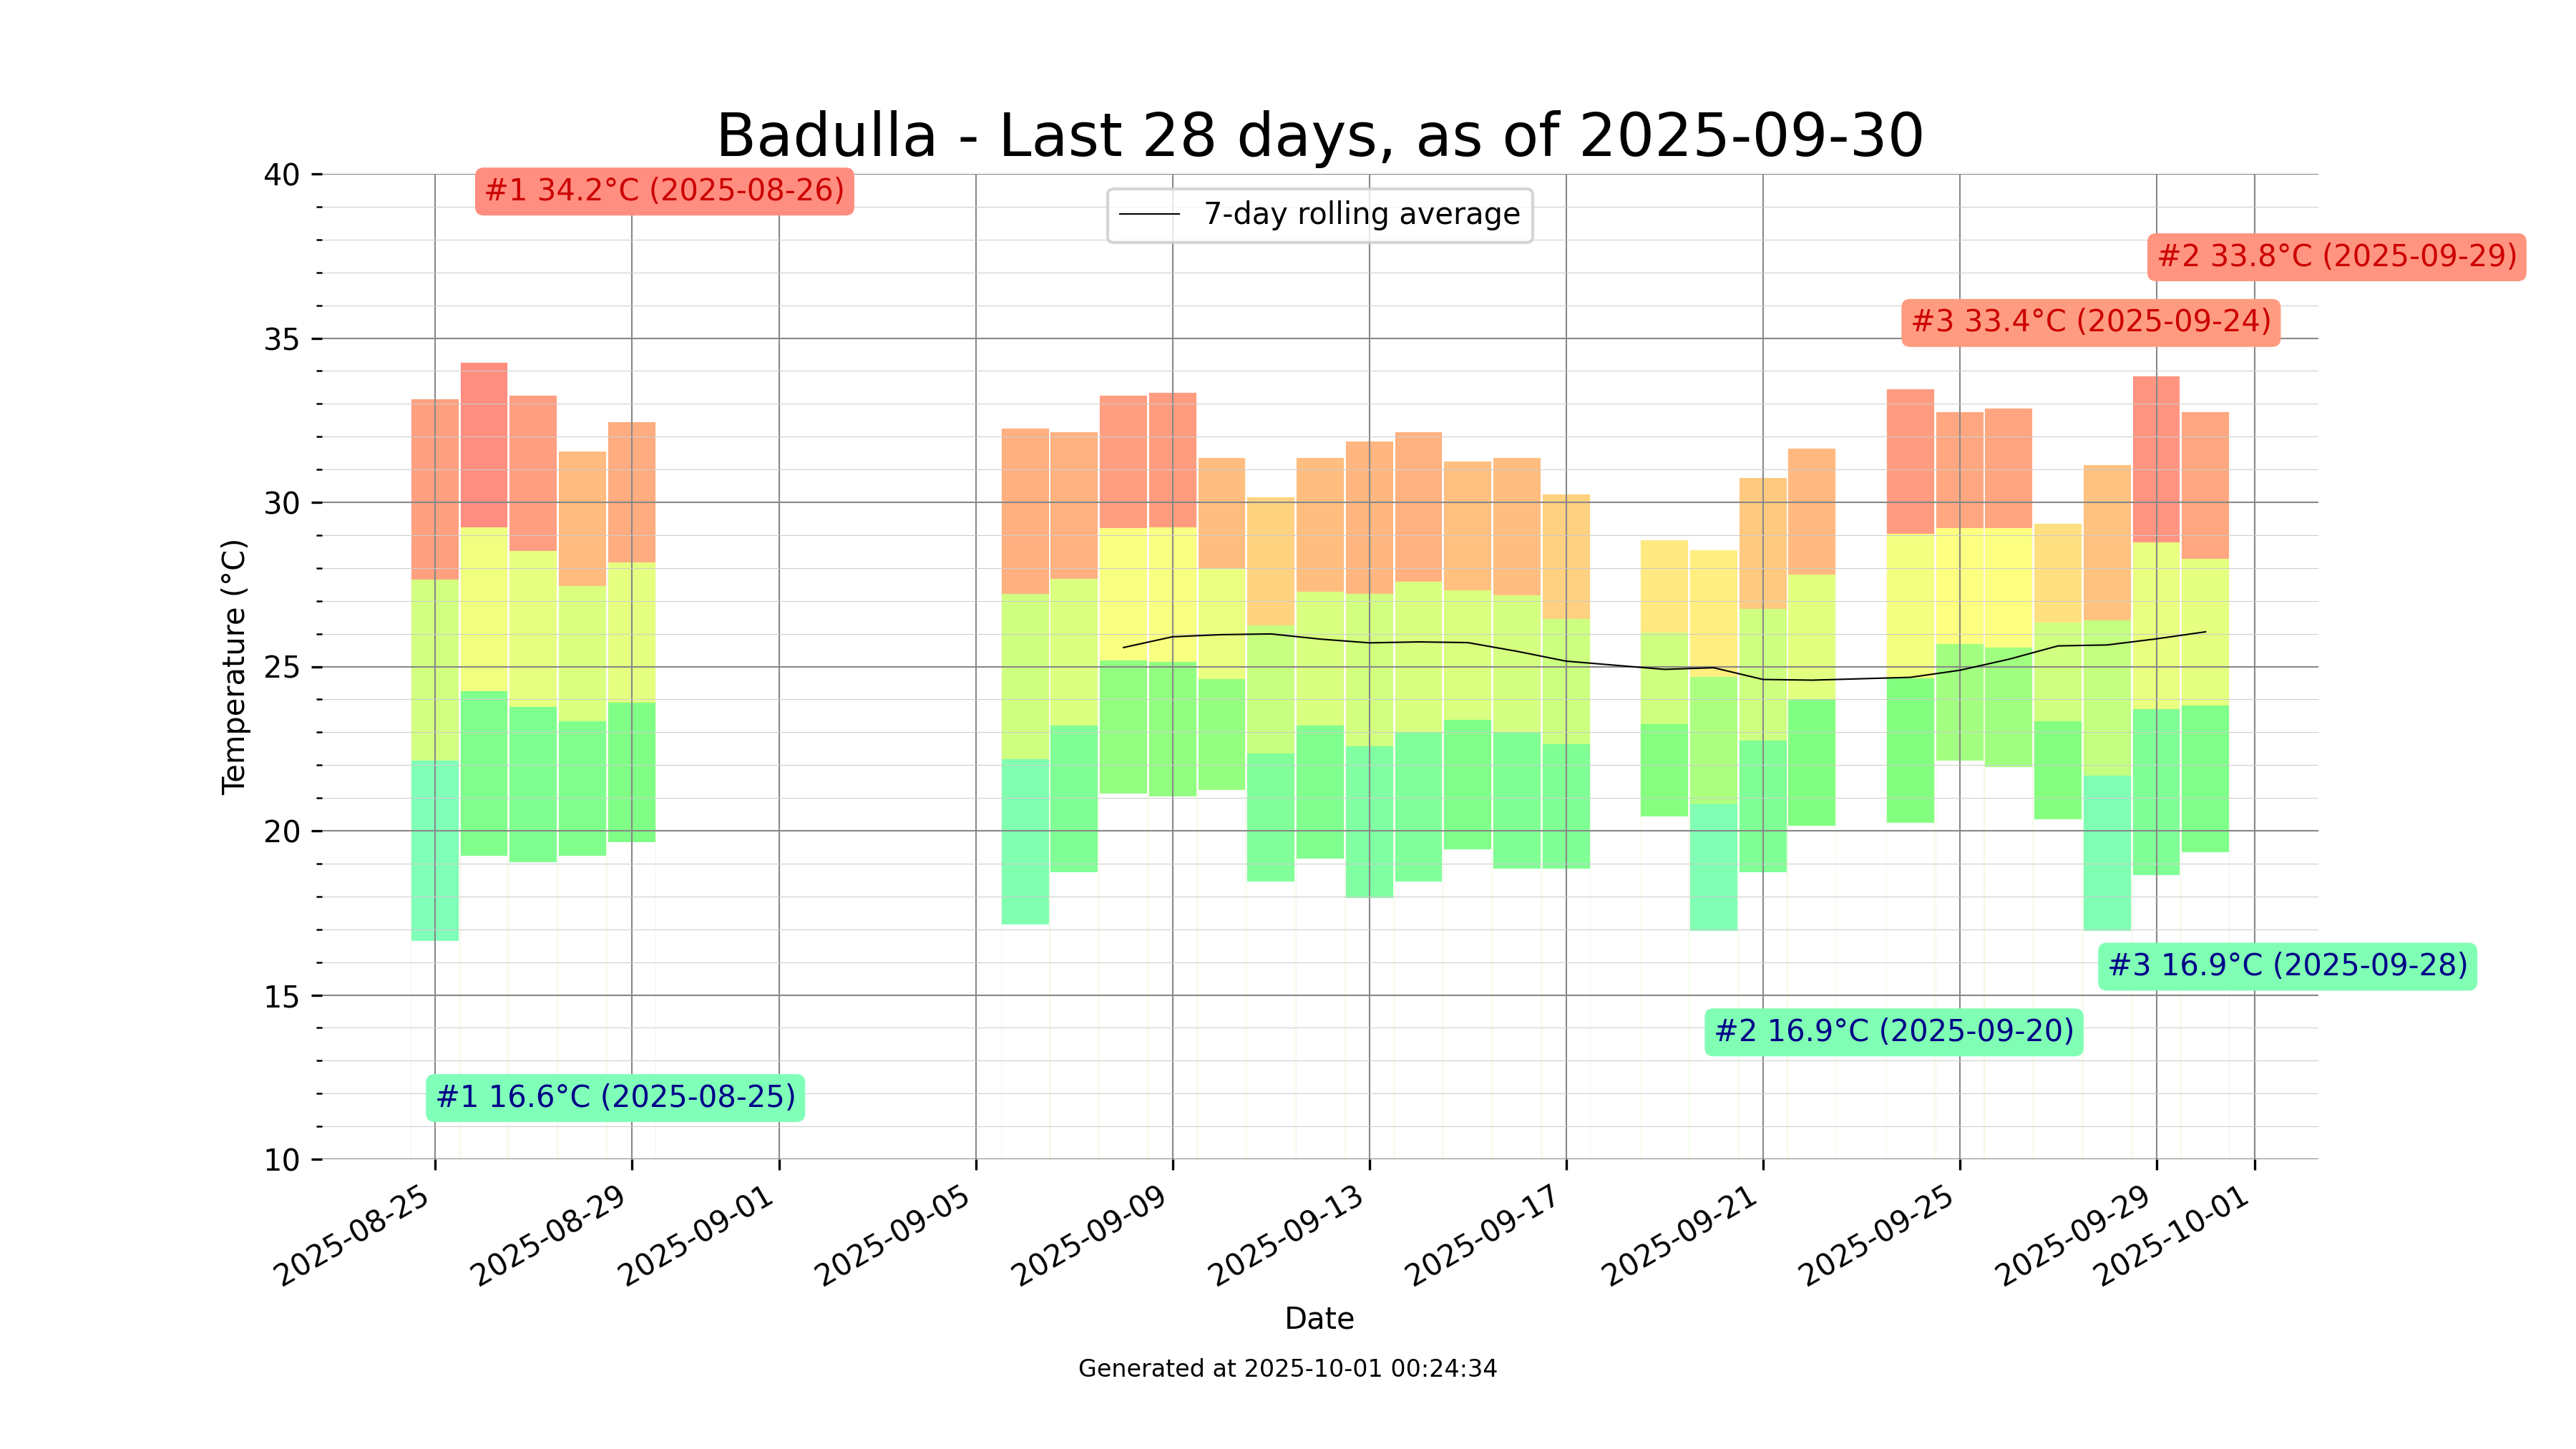 Badulla - Last 28 days, as of 2025-09-30
40
#1 34.2°C (2025-08-26)
7-day rolling average
#2 33.8°C (2025-09-29)
#3 33.4°C (2025-09-24)
35
30
25
20
15
10
Temperature (°C)
#3 16.9°C (2025-09-28)
#2 16.9°C (2025-09-20)
#1 16.6°C (2025-08-25)
2025-08-25
2025-08-29
2025-09-01
2025-09-05
2025-09-09
2025-09-13
2025-09-17
2025-09-21
2025-09-25
2025-09-29
2025-10-01
Date
Generated at 2025-10-01 00:24:34